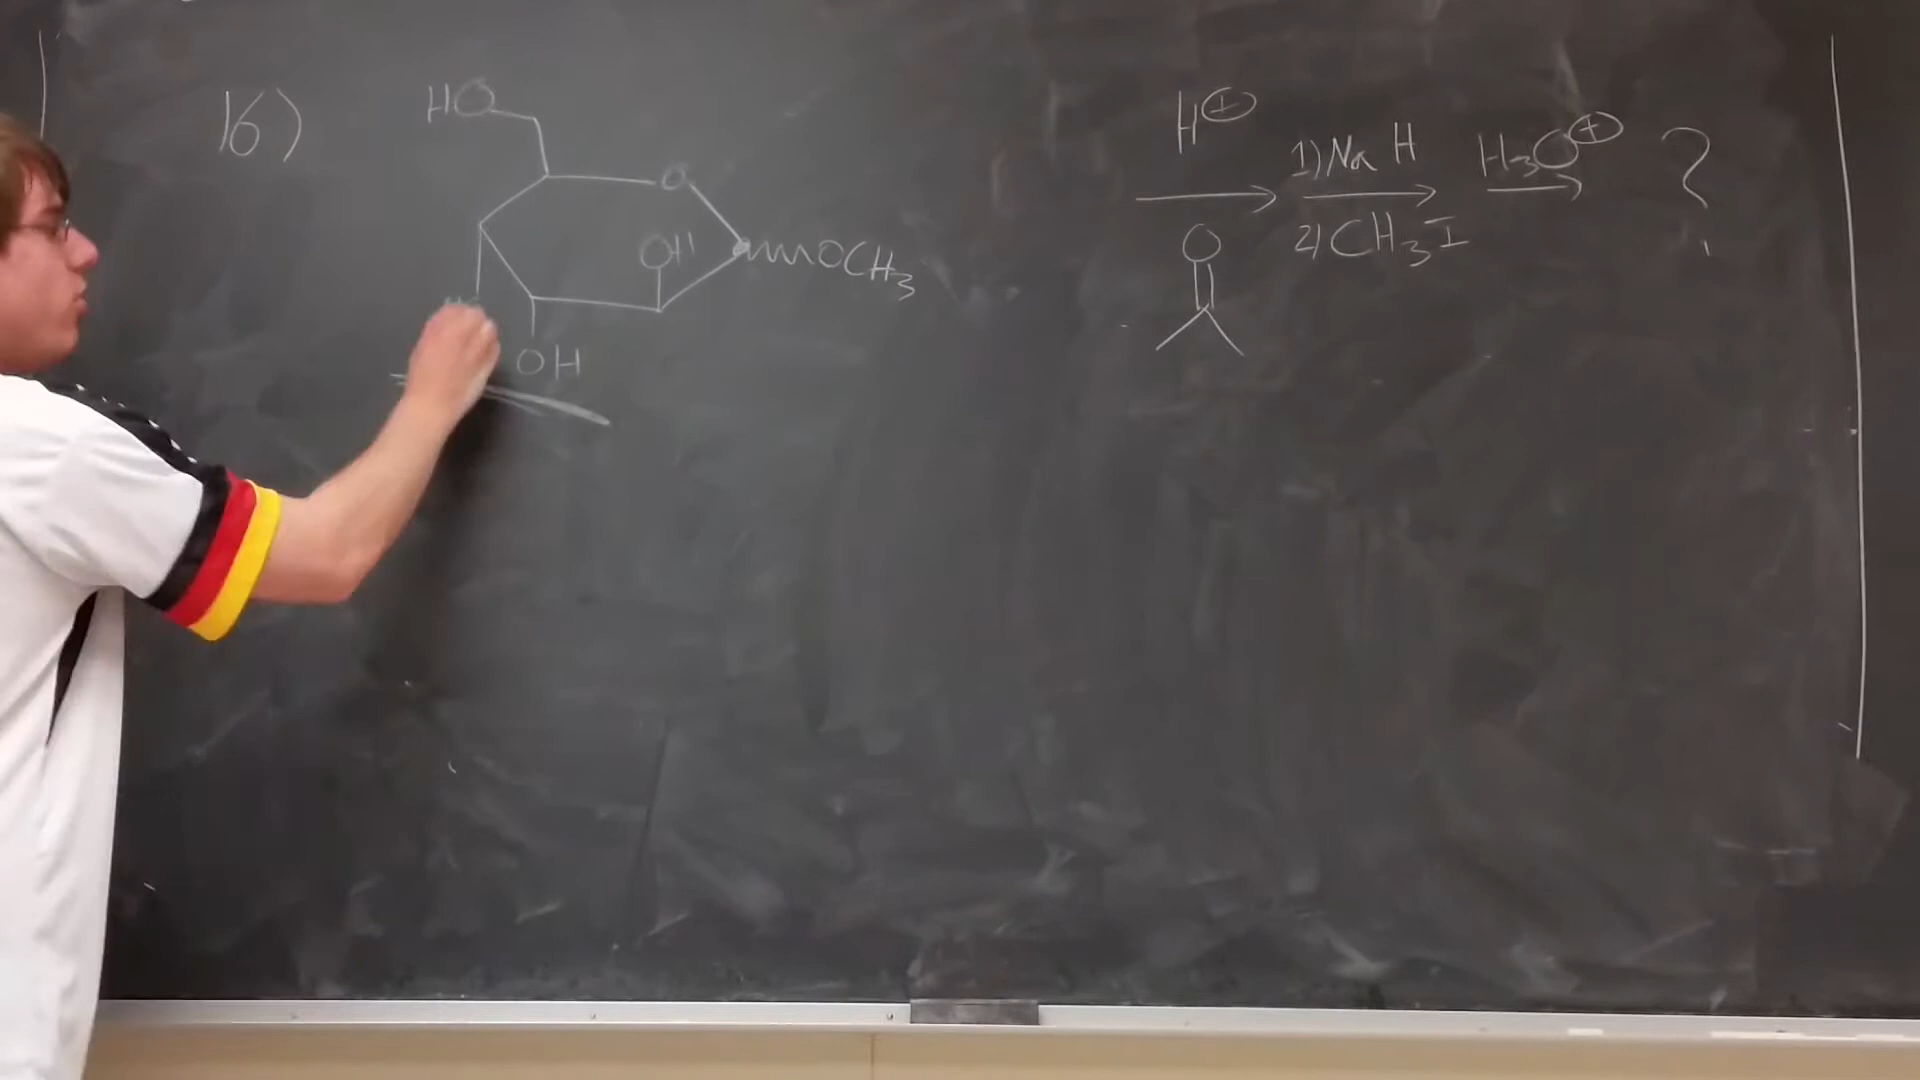 16)
HO
O
OH
OCH3
OH
H⊕
O
1) Na H
2) CH3I
H3O⊕
?